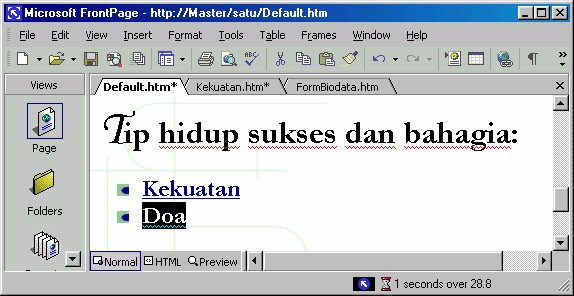 Microsoft FrontPage - http://Master/satu/Default.htm
File Edit View Insert Format Tools Table Frames Window Help
Views
Default.htm* Kekuatan.htm* FormBiodata.htm
Page
Folders
Tip hidup sukses dan bahagia:
Kekuatan
Doa
Normal HTML Preview
1 seconds over 28.8